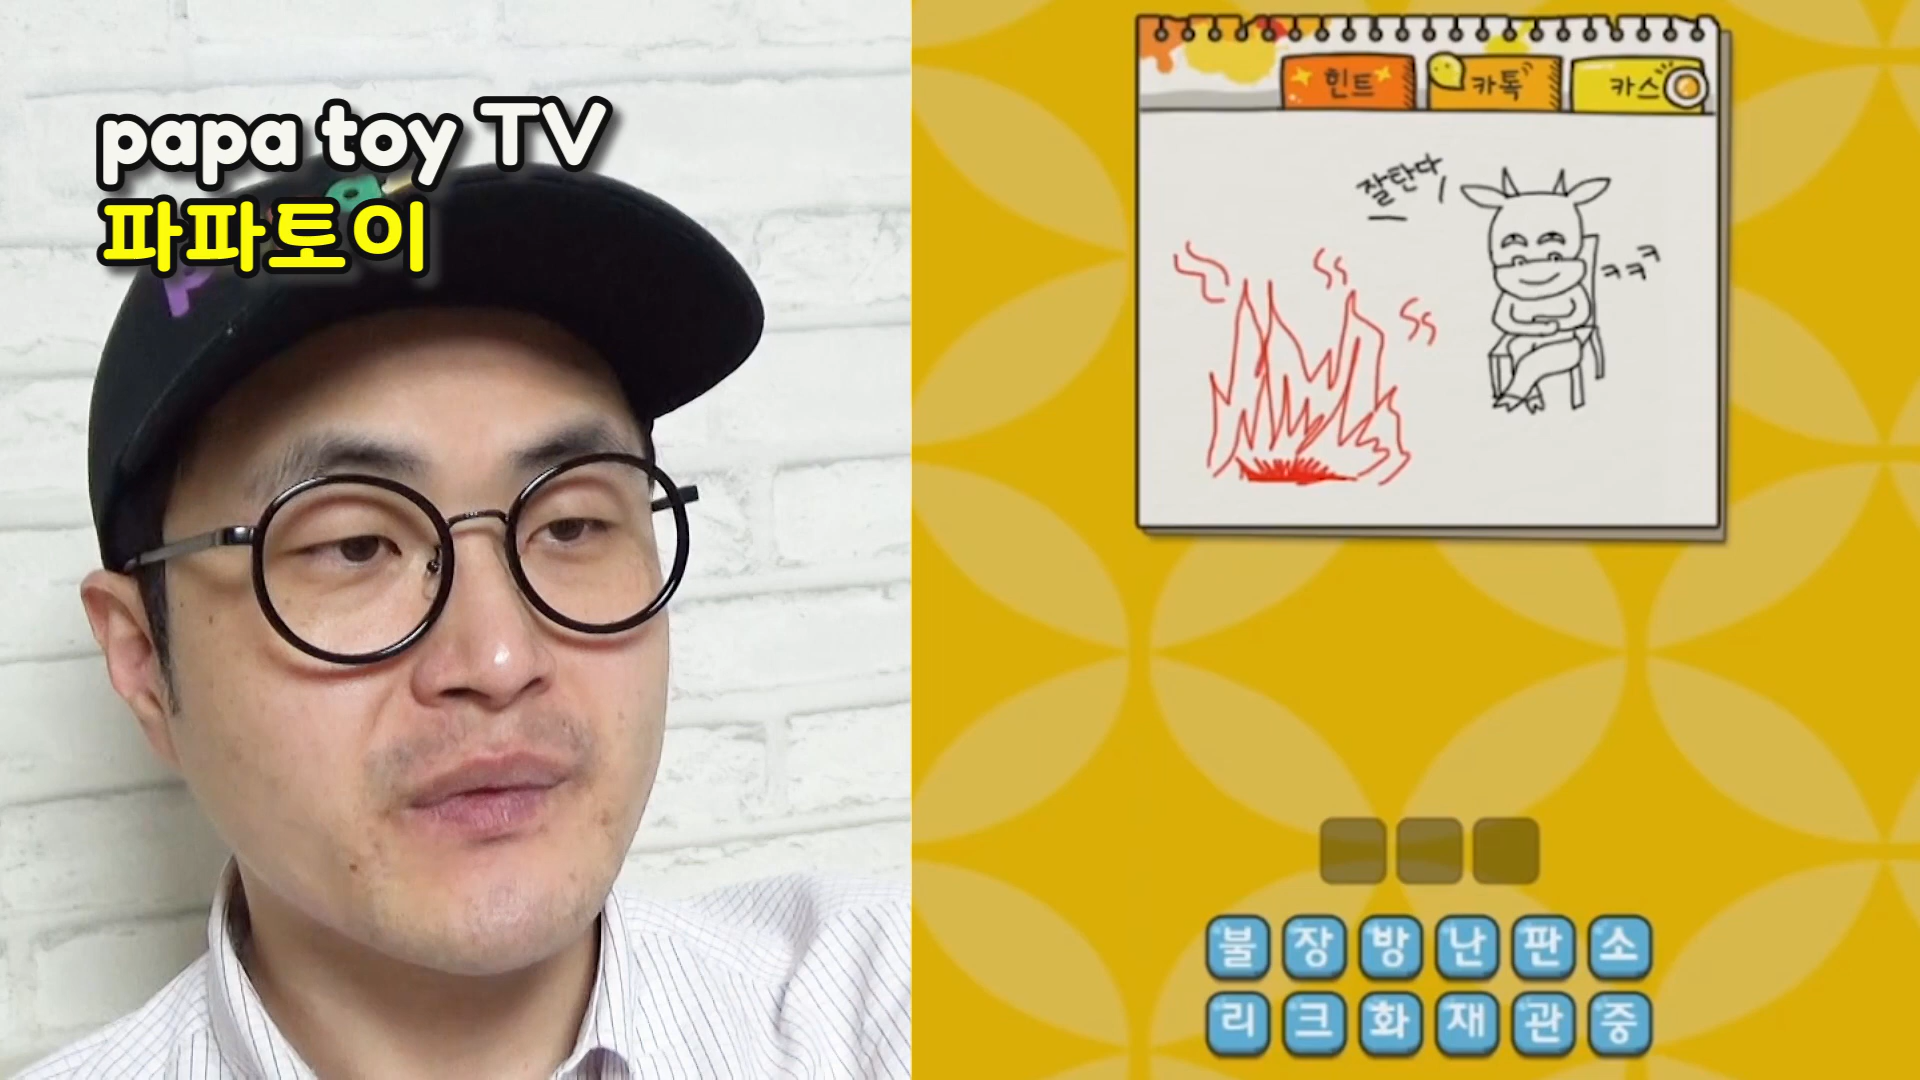 papa toy TV
파파토이
힌트
카톡
카스
잘탄다
ㅋㅋㅋ
불 장 방 난 판 소
리 크 화 재 관 증